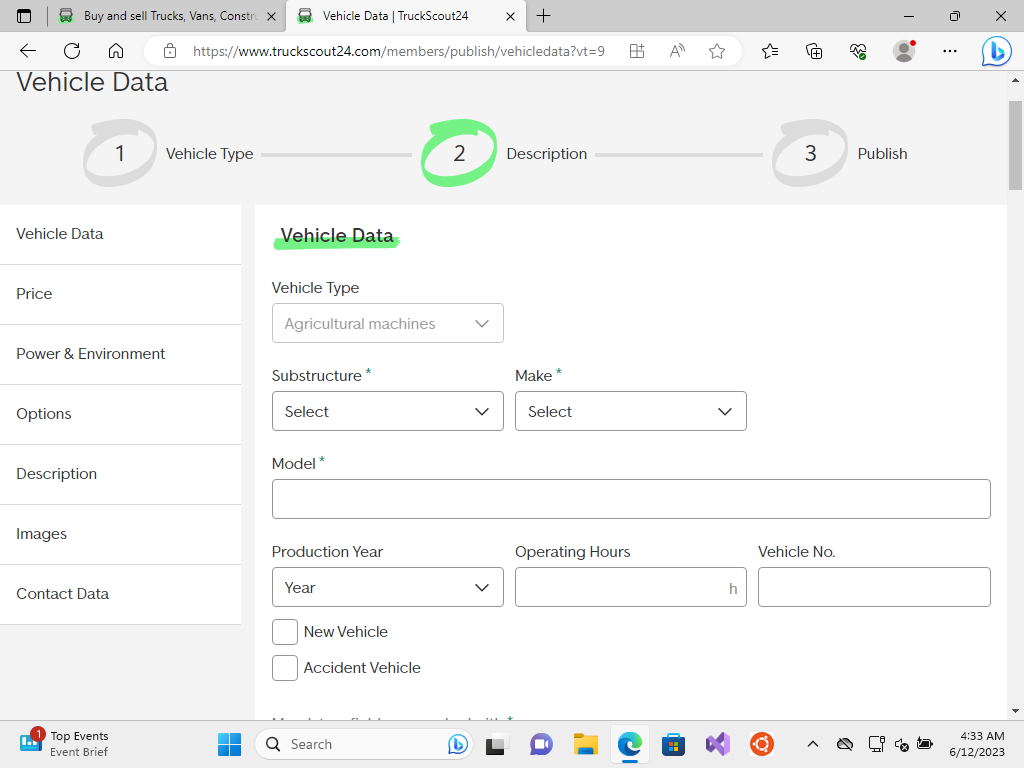 Buy and sell Trucks, Vans, Constru
Vehicle Data | TruckScout24
https://www.truckscout24.com/members/publish/vehicledata?vt=9
Vehicle Data
1 Vehicle Type
2 Description
3 Publish
Vehicle Data
Price
Power & Environment
Options
Description
Images
Contact Data
Vehicle Data
Vehicle Type
Agricultural machines
Substructure * Make *
Select Select
Model *
Production Year Operating Hours Vehicle No.
Year h
New Vehicle
Accident Vehicle
1 Top Events
Event Brief
Search
4:33 AM
6/12/2023